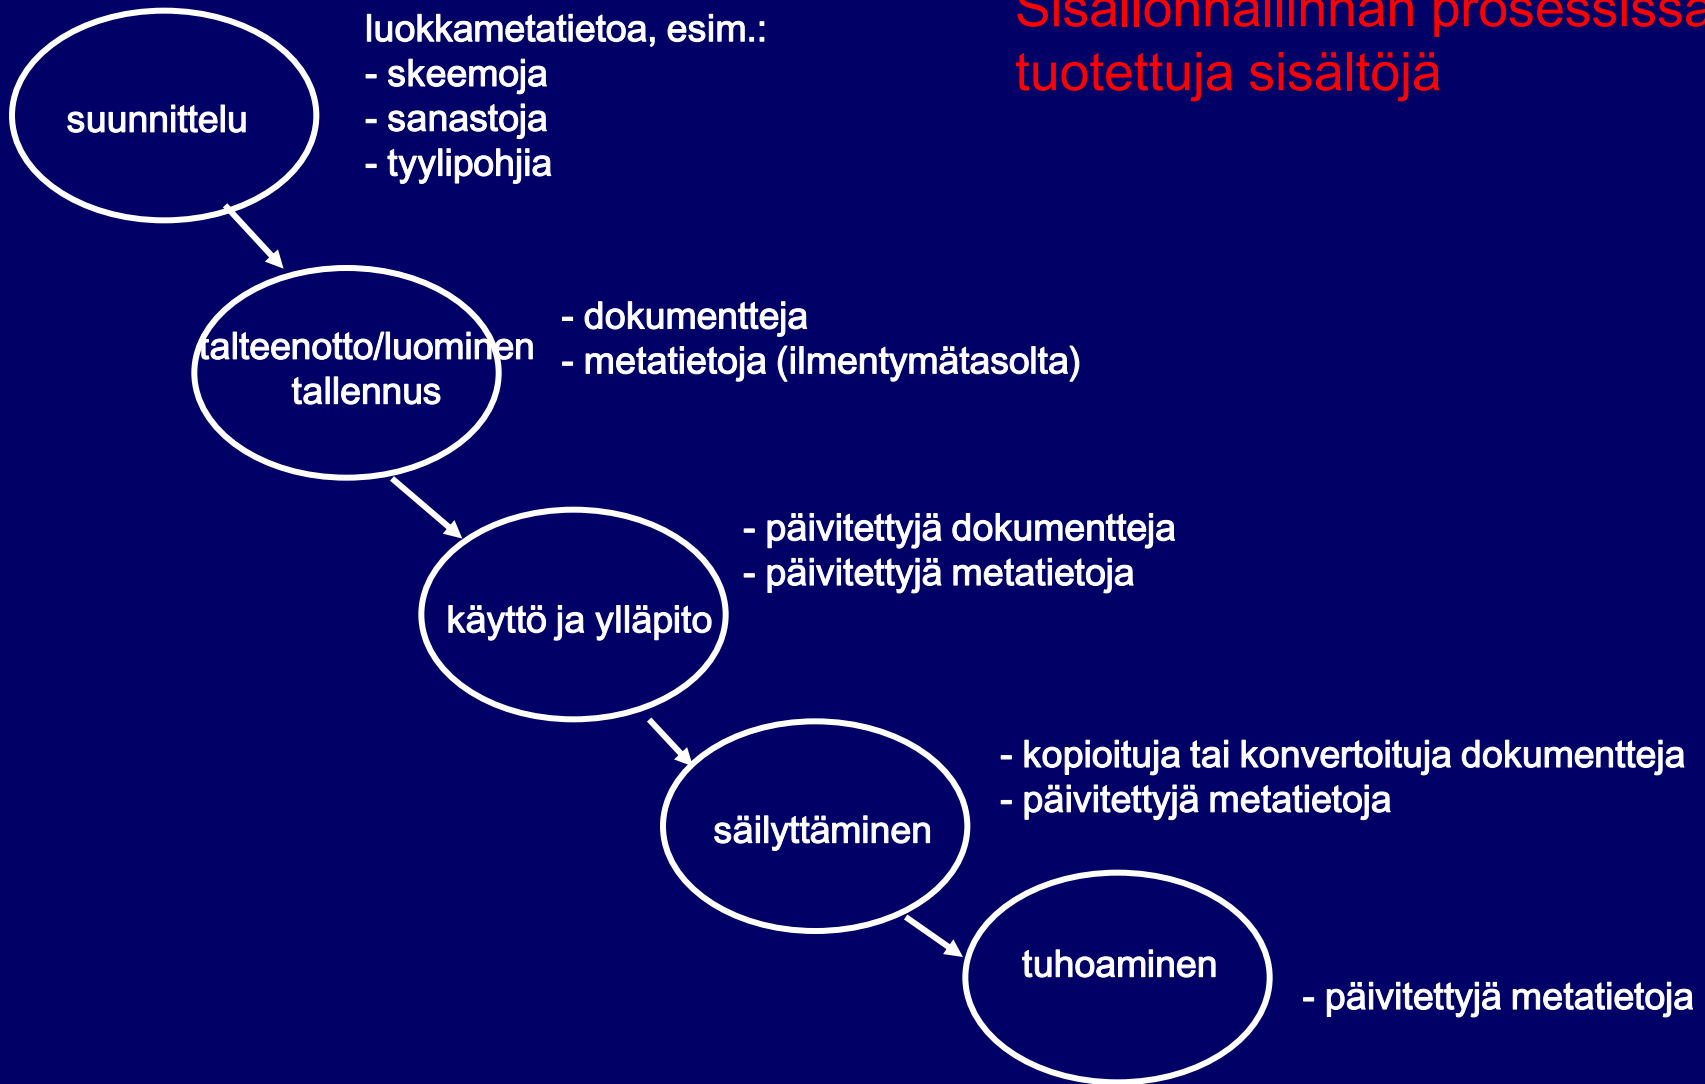 Sisällönhallinnan prosessissa
tuotettuja sisältöjä
suunnittelu
luokkametatietoa, esim.:
- skeemoja
- sanastoja
- tyylipohjia
talteenotto/luominen
tallennus
- dokumentteja
- metatietoja (ilmentymätasolta)
käyttö ja ylläpito
- päivitettyjä dokumentteja
- päivitettyjä metatietoja
säilyttäminen
- kopioituja tai konvertoituja dokumentteja
- päivitettyjä metatietoja
tuhoaminen
- päivitettyjä metatietoja